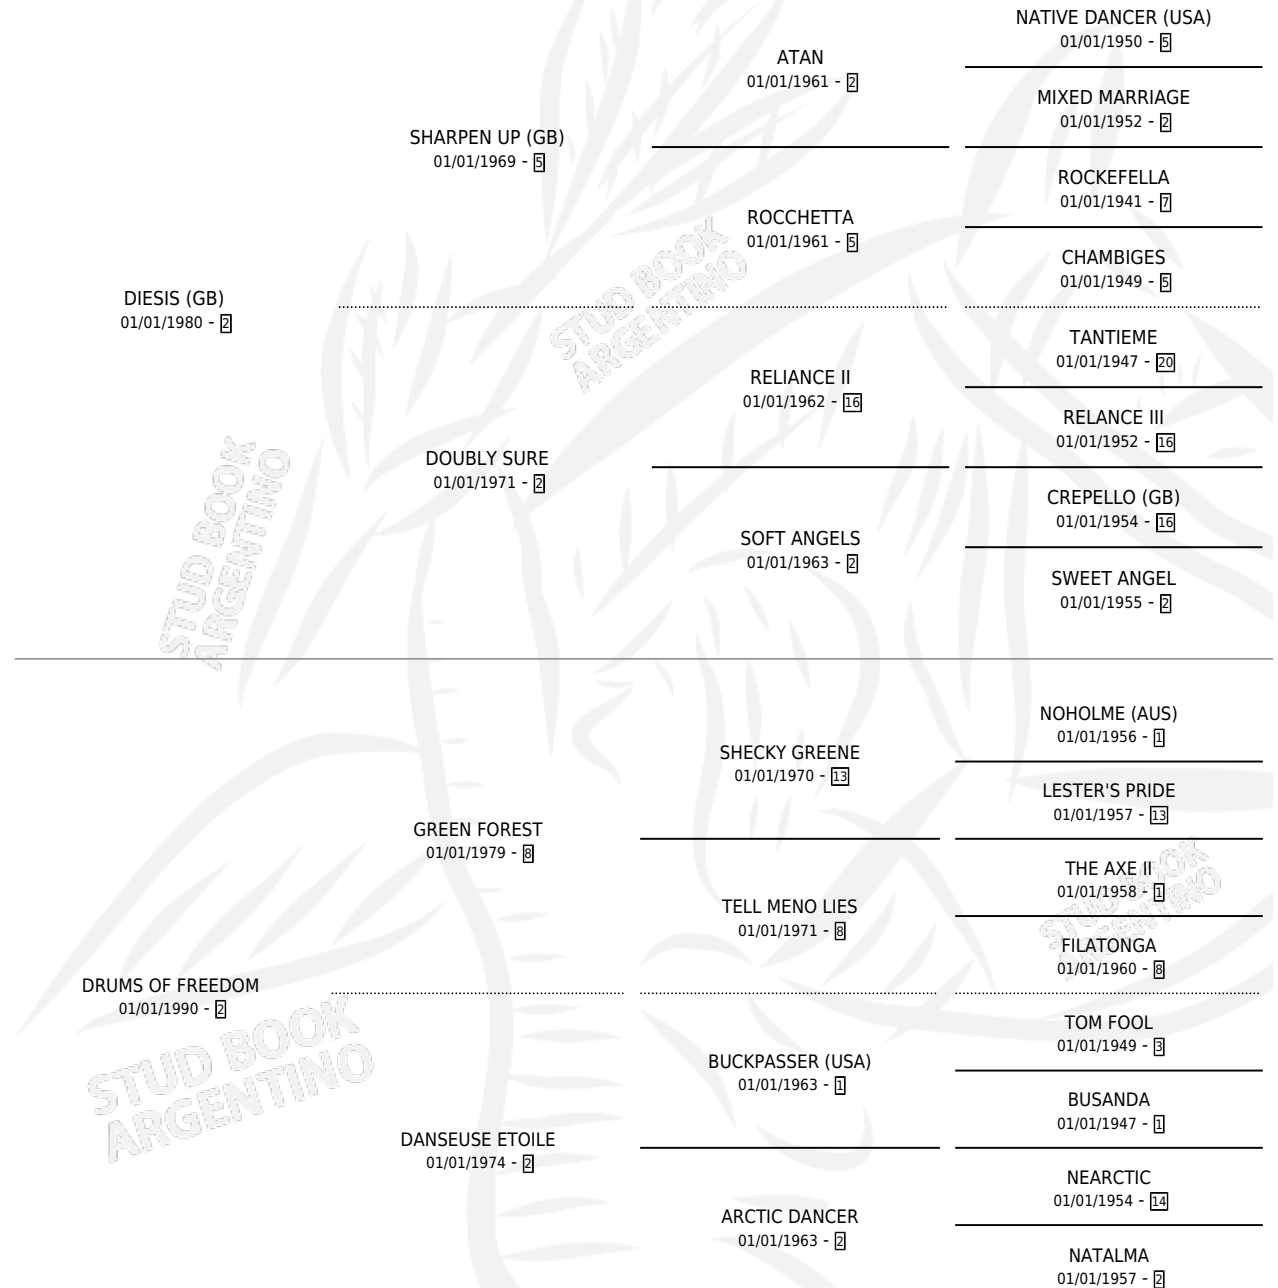 NATIVE DANCER (USA)
01/01/1950 - 5
ATAN
01/01/1961 - 2
MIXED MARRIAGE
01/01/1952 - 2
SHARPEN UP (GB)
01/01/1969 - 5
ROCKEFELLA
01/01/1941 - 7
ROCCHETTA
01/01/1961 - 5
CHAMBIGES
01/01/1949 - 5
DIESIS (GB)
01/01/1980 - 2
TANTIEME
01/01/1947 - 20
RELIANCE II
01/01/1962 - 16
RELANCE III
01/01/1952 - 16
DOUBLY SURE
01/01/1971 - 2
CREPELLO (GB)
01/01/1954 - 16
SOFT ANGELS
01/01/1963 - 2
SWEET ANGEL
01/01/1955 - 2
NOHOLME (AUS)
01/01/1956 - 1
SHECKY GREENE
01/01/1970 - 13
LESTER'S PRIDE
01/01/1957 - 13
GREEN FOREST
01/01/1979 - 8
THE AXE II
01/01/1958 - 1
TELL MENO LIES
01/01/1971 - 8
FILATONGA
01/01/1960 - 8
DRUMS OF FREEDOM
01/01/1990 - 2
TOM FOOL
01/01/1949 - 3
BUCKPASSER (USA)
01/01/1963 - 1
BUSANDA
01/01/1947 - 1
DANSEUSE ETOILE
01/01/1974 - 2
NEARCTIC
01/01/1954 - 14
ARCTIC DANCER
01/01/1963 - 2
NATALMA
01/01/1957 - 2
STUD BOOK
ARGENTINO
STUD BOOK
ARGENTINO
STUD BOOK
ARGENTINO
STUD BOOK
ARGENTINO